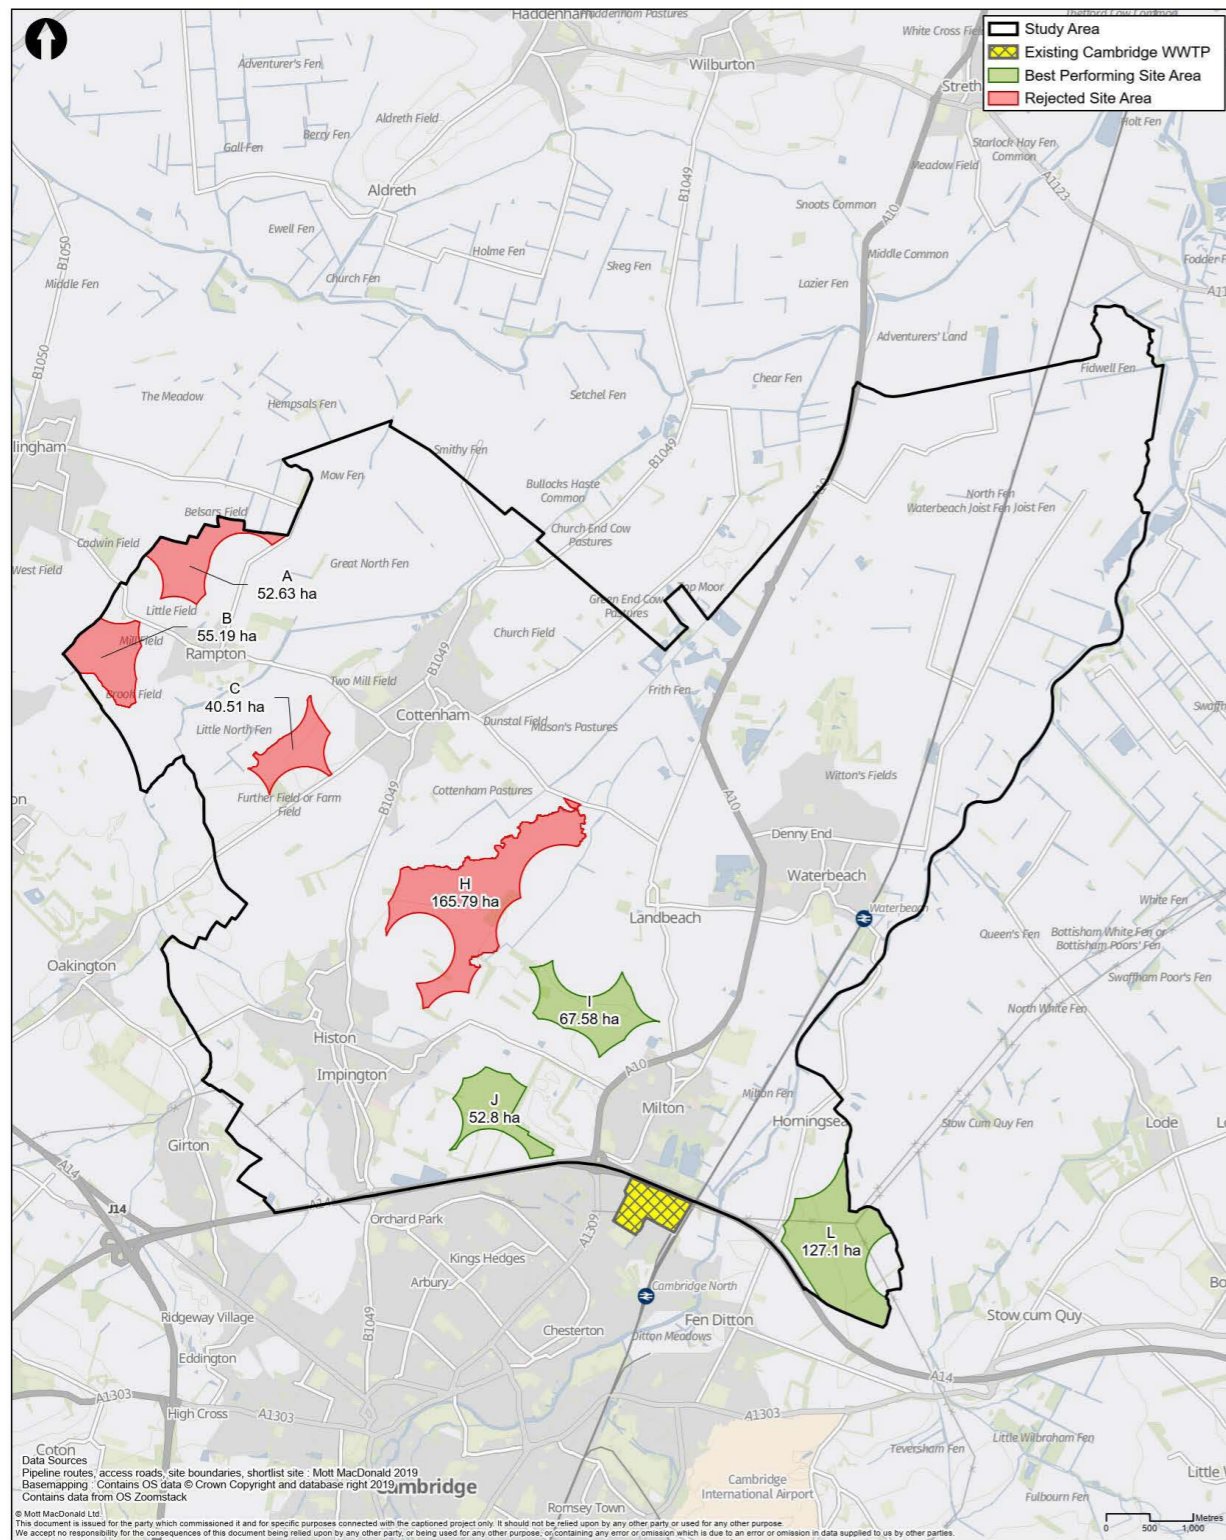 Haddenham
Haddenham Pastures
Thetford Cow Common
White Cross Field
Study Area
Existing Cambridge WWTP
Best Performing Site Area
Rejected Site Area
Adventurer's Fen
Wilburton
Streth
Holt Fen
Aldreth Field
Berry Fen
Gall Fen
Starlock Hay Fen
Common
Meadow Field
A1123
Aldreth
B1049
Snoots Common
A10
Ewell Fen
Holme Fen
Middle Common
B1050
Church Fen
Skeg Fen
Middle Fen
Lazier Fen
Adventurers' Land
B1050
Fidwell Fen
Chear Fen
The Meadow
Hempsals Fen
Setchel Fen
llingham
Smithy Fen
B1049
Mow Fen
Bullocks Haste
Common
A10
North Fen
Waterbeach Joist Fen
Joist Fen
Belsars Field
Church End Cow
Pastures
Cadwin Field
West Field
Great North Fen
A
52.63 ha
Top Moor
Green End Cow
Pastures
Little Field
B
55.19 ha
Mill Field
Rampton
Church Field
B1049
C
40.51 ha
Two Mill Field
Brook Field
Frith Fen
Cottenham
Dunstal Field
Mason's Pastures
Little North Fen
Witton's Fields
Further Field or Farm
Field
B1049
Cottenham Pastures
A10
Denny End
Waterbeach
H
165.79 ha
White Fen
Waterbeach
Landbeach
Queen's Fen
Bottisham White Fen or
Bottisham Poors' Fen
Oakington
Swaffham Poor's Fen
I
67.58 ha
North White Fen
Histon
Impington
A10
J
52.8 ha
Milton
Milton Fen
Horningsea
Stow Cum Quy Fen
Lode
Girton
A14
J14
A14
Orchard Park
A1309
L
127.1 ha
Kings Hedges
Arbury
Cambridge North
Ridgeway Village
B1049
Chesterton
Fen Ditton
Ditton Meadows
Stow cum Quy
Eddington
A14
A1303
High Cross
A1303
A1303
Little Wilbraham Fen
Coton
Teversham Fen
Data Sources
Pipeline routes, access roads, site boundaries, shortlist site : Mott MacDonald 2019
Basemapping : Contains OS data © Crown Copyright and database right 2019
Contains data from OS Zoomstack
Cambridge
Cambridge
International Airport
Romsey Town
Fulbourn Fen
Little W
© Mott MacDonald Ltd.
This document is issued for the party which commissioned it and for specific purposes connected with the captioned project only. It should not be relied upon by any other party or used for any other purpose.
We accept no responsibility for the consequences of this document being relied upon by any other party, or being used for any other purpose, or containing any error or omission which is due to an error or omission in data supplied to us by other parties.
Metres
0 500 1,000